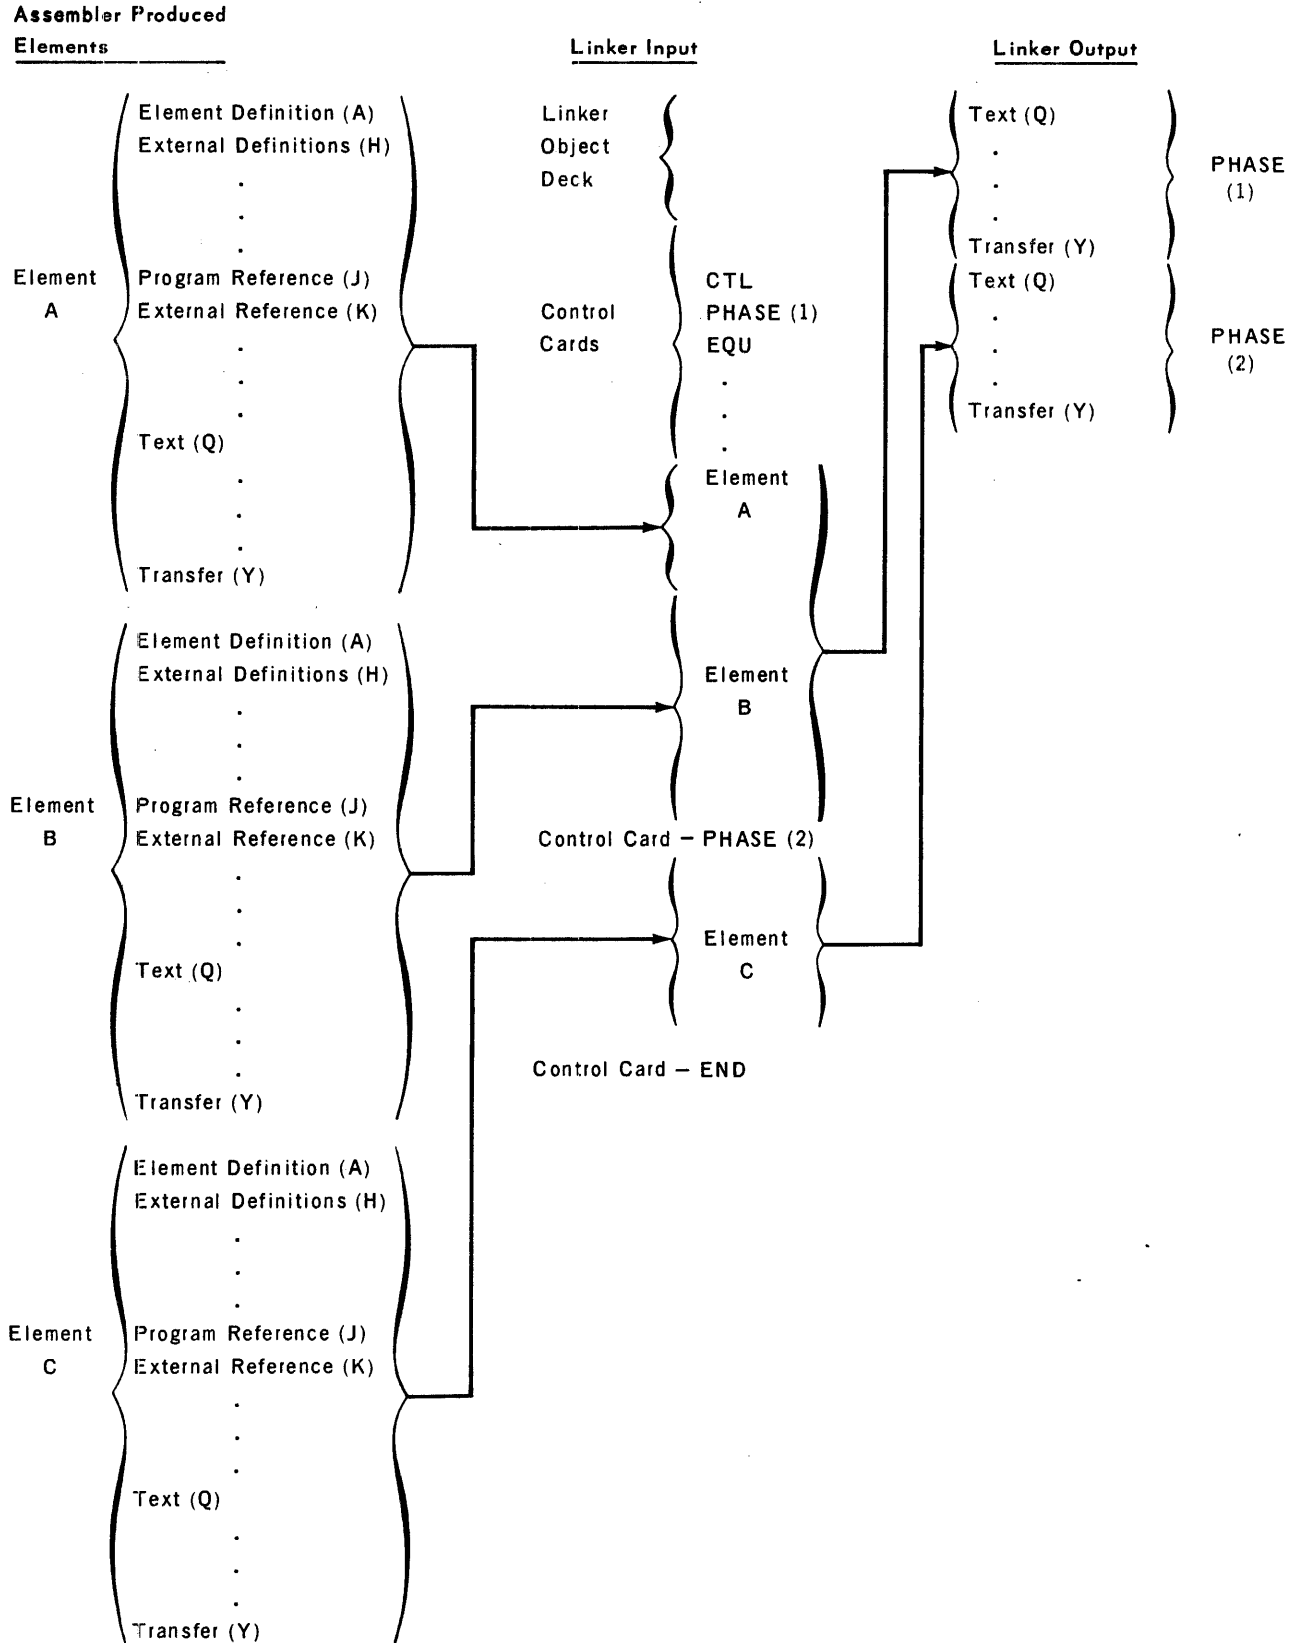 Assembler Produced
Elements
Element Definition (A)
External Definitions (H)
.
.
.
Element
A
Program Reference (J)
External Reference (K)
.
.
.
Text (Q)
.
.
.
Transfer (Y)
Element Definition (A)
External Definitions (H)
.
.
.
Element
B
Program Reference (J)
External Reference (K)
.
.
.
Text (Q)
.
.
.
Transfer (Y)
Element Definition (A)
External Definitions (H)
.
.
.
Element
C
Program Reference (J)
External Reference (K)
.
.
.
Text (Q)
.
.
.
Transfer (Y)
Linker Input
Linker
Object
Deck
Control
Cards
CTL
PHASE (1)
EQU
.
.
.
Element
A
Element
B
Control Card – PHASE (2)
Element
C
Control Card – END
Linker Output
Text (Q)
.
.
.
Transfer (Y)
PHASE
(1)
Text (Q)
.
.
.
Transfer (Y)
PHASE
(2)